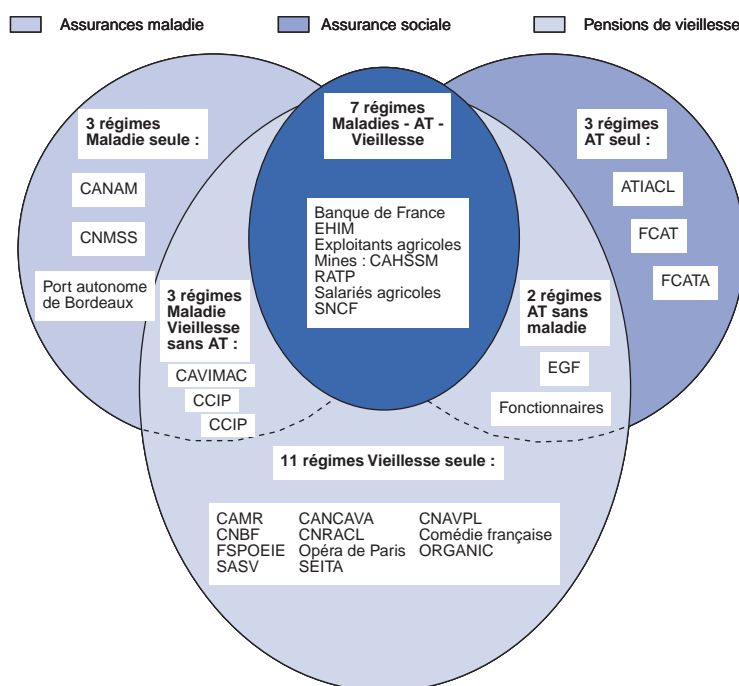 Assurances maladie
Assurance sociale
Pensions de vieillesse
3 régimes
Maladie seule :
CANAM
CNMSS
Port autonome
de Bordeaux
7 régimes
Maladies - AT -
Vieillesse
Banque de France
EHIM
Exploitants agricoles
Mines : CAHSSM
RATP
Salariés agricoles
SNCF
3 régimes
AT seul :
ATIACL
FCAT
FCATA
3 régimes
Maladie
Vieillesse
sans AT :
CAVIMAC
CCIP
CCIP
2 régimes
AT sans
maladie
EGF
Fonctionnaires
11 régimes Vieillesse seule :
CAMR CANCAVA CNAVPL
CNBF CNRACL Comédie française
FSPOEIE Opéra de Paris ORGANIC
SASV SEITA